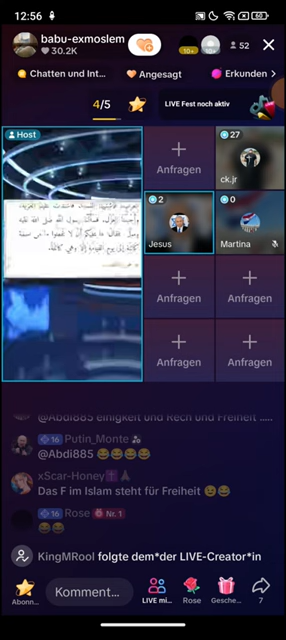 12:56
60
babu-exmoslem
30.2K
10+
52
Chatten und Int...
Angesagt
Erkunden
4/5
LIVE Fest noch aktiv
Host
Anfragen
27
ck.jr
2
Jesus
0
Martina
Anfragen
Anfragen
Anfragen
Anfragen
@Abdi885 einigkeit und Rech und Freiheit .....
16 Putin_Monte
@Abdi885 😂😂😂😂
xScar-Honey✝️🙏🏿
Das F im Islam steht für Freiheit 😉😂
16 Rose Nr. 1
😂😂
KingMRool folgte dem*der LIVE-Creator*in
Abonn...
Komment...
LIVE mi...
Rose
Gesche...
7